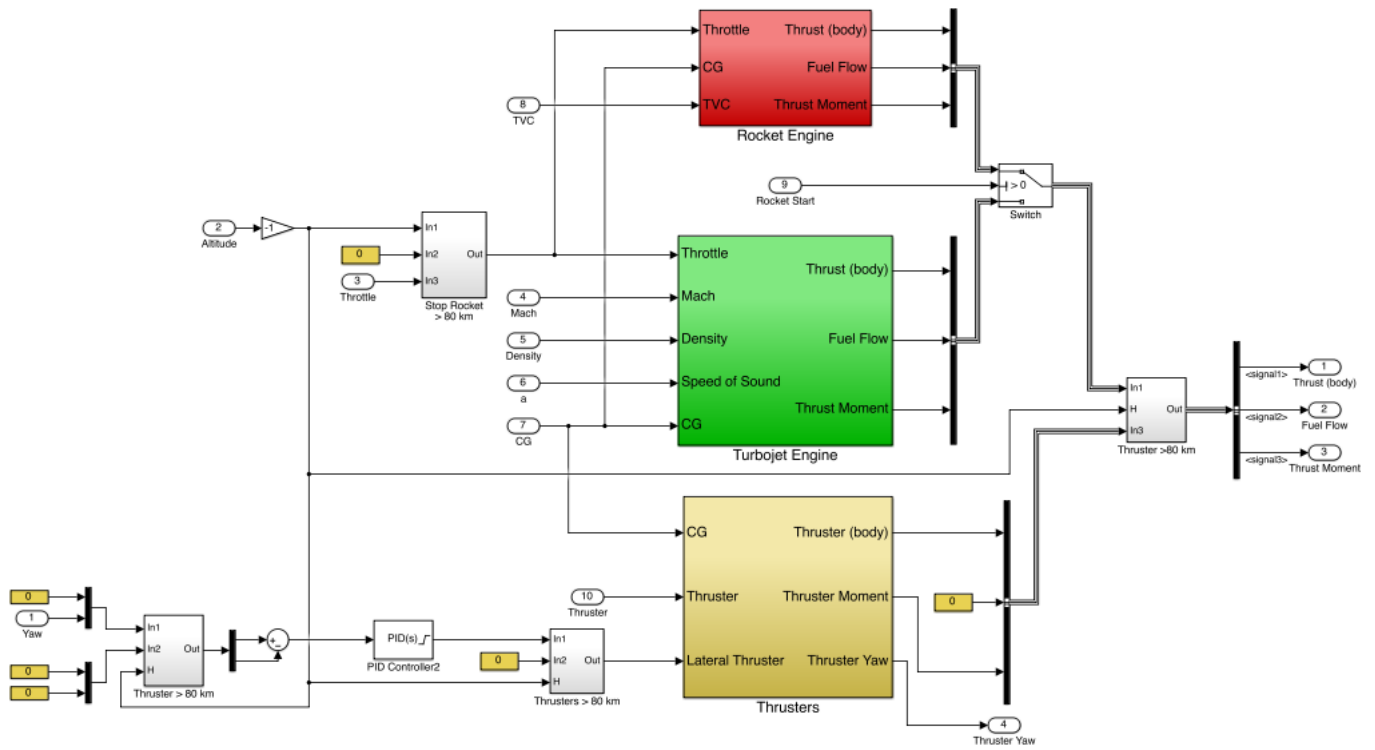 Throttle
Thrust (body)
CG
Fuel Flow
TVC
Thrust Moment
Rocket Engine
8
TVC
9
Rocket Start
> 0
Switch
2
Altitude
-1
In1
0
In2
Out
3
In3
Throttle
Stop Rocket
> 80 km
Throttle
Thrust (body)
4
Mach
Mach
5
Density
Density
Fuel Flow
6
a
Speed of Sound
7
CG
CG
Thrust Moment
Turbojet Engine
In1
H
Out
In3
Thruster >80 km
<signal1>
1
Thrust (body)
<signal2>
2
Fuel Flow
<signal3>
3
Thrust Moment
CG
Thruster (body)
10
Thruster
Thruster
Thruster Moment
0
Lateral Thruster
Thruster Yaw
Thrusters
4
Thruster Yaw
0
1
Yaw
0
0
In1
In2
Out
H
Thruster > 80 km
+
−
PID(s)
PID Controller2
In1
0
In2
Out
H
Thrusters > 80 km